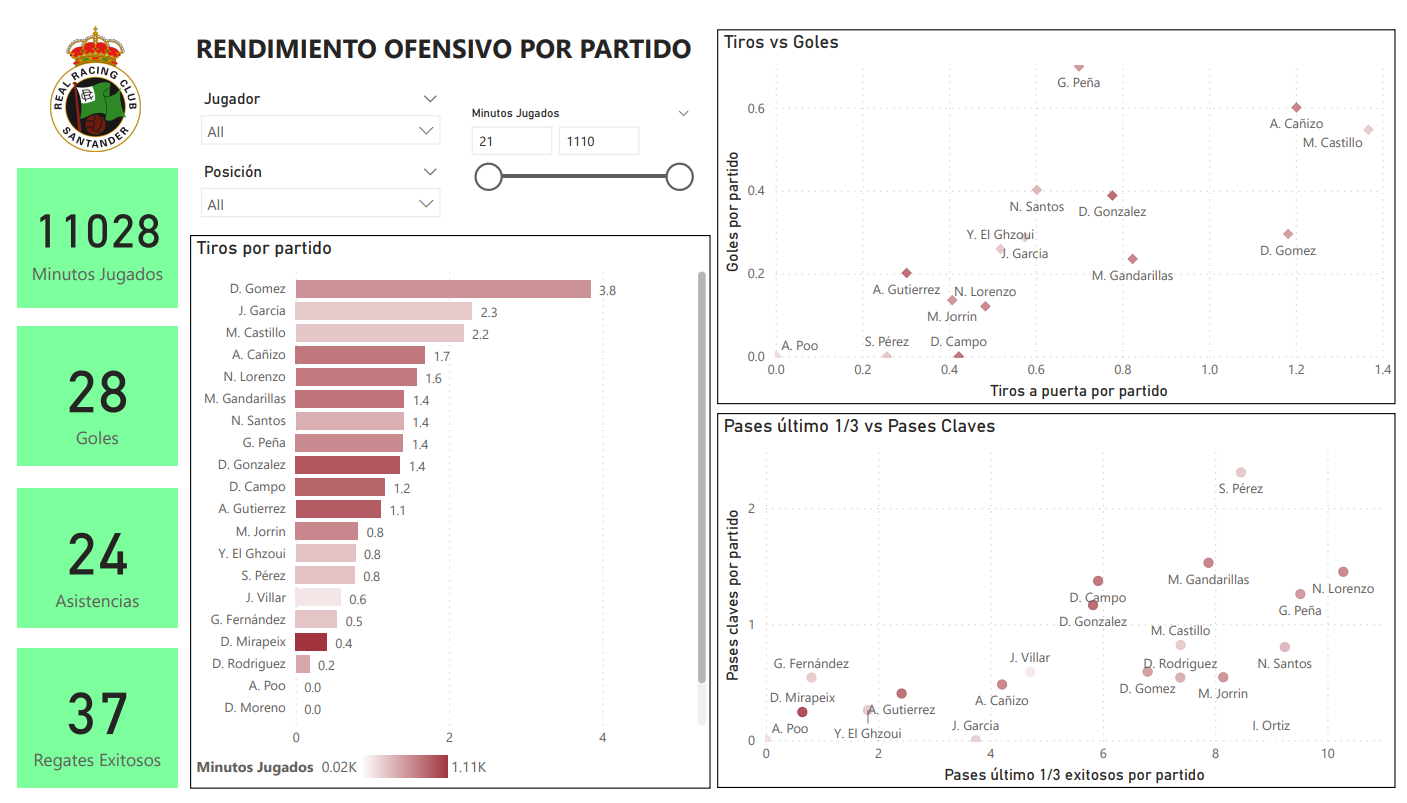 REAL RACING CLUB
SANTANDER
RENDIMIENTO OFENSIVO POR PARTIDO
Jugador
All
Posición
All
Minutos Jugados
21
1110
11028
Minutos Jugados
28
Goles
24
Asistencias
37
Regates Exitosos
Tiros por partido
D. Gomez 3.8
J. Garcia 2.3
M. Castillo 2.2
A. Cañizo 1.7
N. Lorenzo 1.6
M. Gandarillas 1.4
N. Santos 1.4
G. Peña 1.4
D. Gonzalez 1.4
D. Campo 1.2
A. Gutierrez 1.1
M. Jorrin 0.8
Y. El Ghzoui 0.8
S. Pérez 0.8
J. Villar 0.6
G. Fernández 0.5
D. Mirapeix 0.4
D. Rodriguez 0.2
A. Poo 0.0
D. Moreno 0.0
0 2 4
Minutos Jugados 0.02K 1.11K
Tiros vs Goles
Goles por partido
0.6
0.4
0.2
0.0
G. Peña
A. Cañizo
M. Castillo
N. Santos
D. Gonzalez
Y. El Ghzoui
J. Garcia
D. Gomez
M. Gandarillas
A. Gutierrez
N. Lorenzo
M. Jorrin
A. Poo
S. Pérez
D. Campo
0.0 0.2 0.4 0.6 0.8 1.0 1.2 1.4
Tiros a puerta por partido
Pases último 1/3 vs Pases Claves
Pases claves por partido
2
1
0
S. Pérez
M. Gandarillas
N. Lorenzo
D. Campo
G. Peña
D. Gonzalez
M. Castillo
J. Villar
G. Fernández
D. Rodriguez
N. Santos
D. Gomez
M. Jorrin
D. Mirapeix
A. Gutierrez
A. Cañizo
A. Poo
Y. El Ghzoui
J. Garcia
I. Ortiz
0 2 4 6 8 10
Pases último 1/3 exitosos por partido